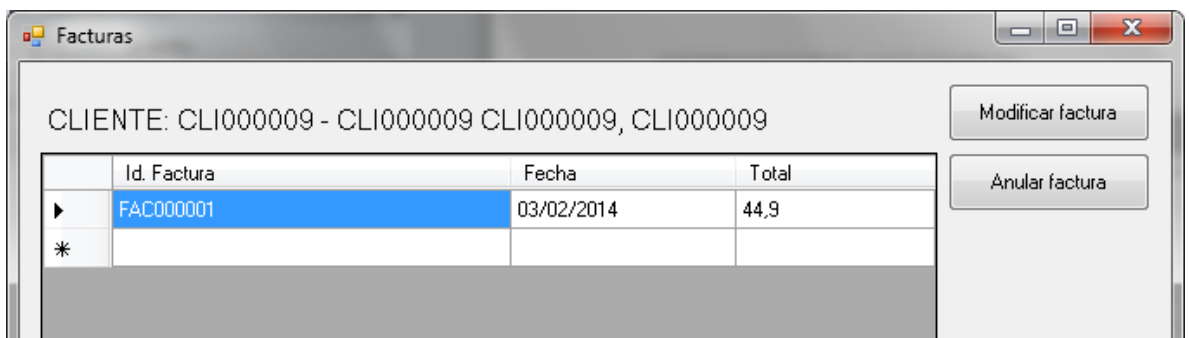 Facturas
CLIENTE: CLI000009 - CLI000009 CLI000009, CLI000009
Modificar factura
Id. Factura Fecha Total
Anular factura
FAC000001 03/02/2014 44,9